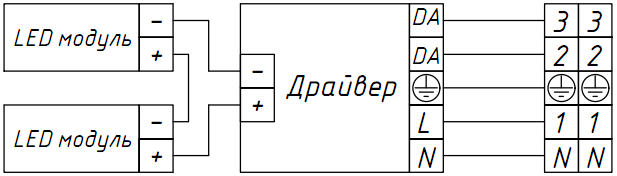 LED модуль - +
LED модуль - +
- +
Драйвер
DA 3 3
DA 2 2
L 1 1
N N N